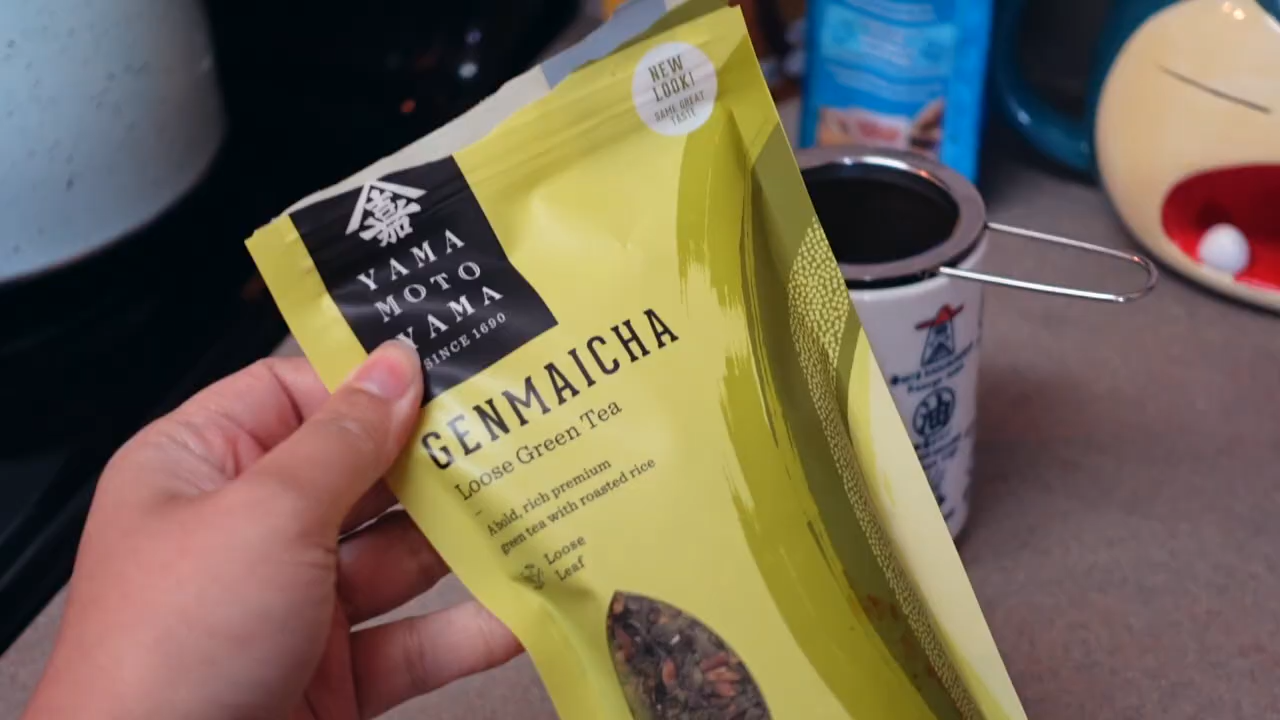 NEW
LOOK!
SAME GREAT
TASTE
嘉
YAMA
MOTO
YAMA
SINCE 1690
GENMAICHA
Loose Green Tea
A bold, rich premium
green tea with roasted rice
Loose
Leaf